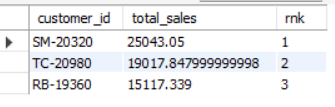 customer_id total_sales rnk
SM-20320 25043.05 1
TC-20980 19017.847999999998 2
RB-19360 15117.339 3